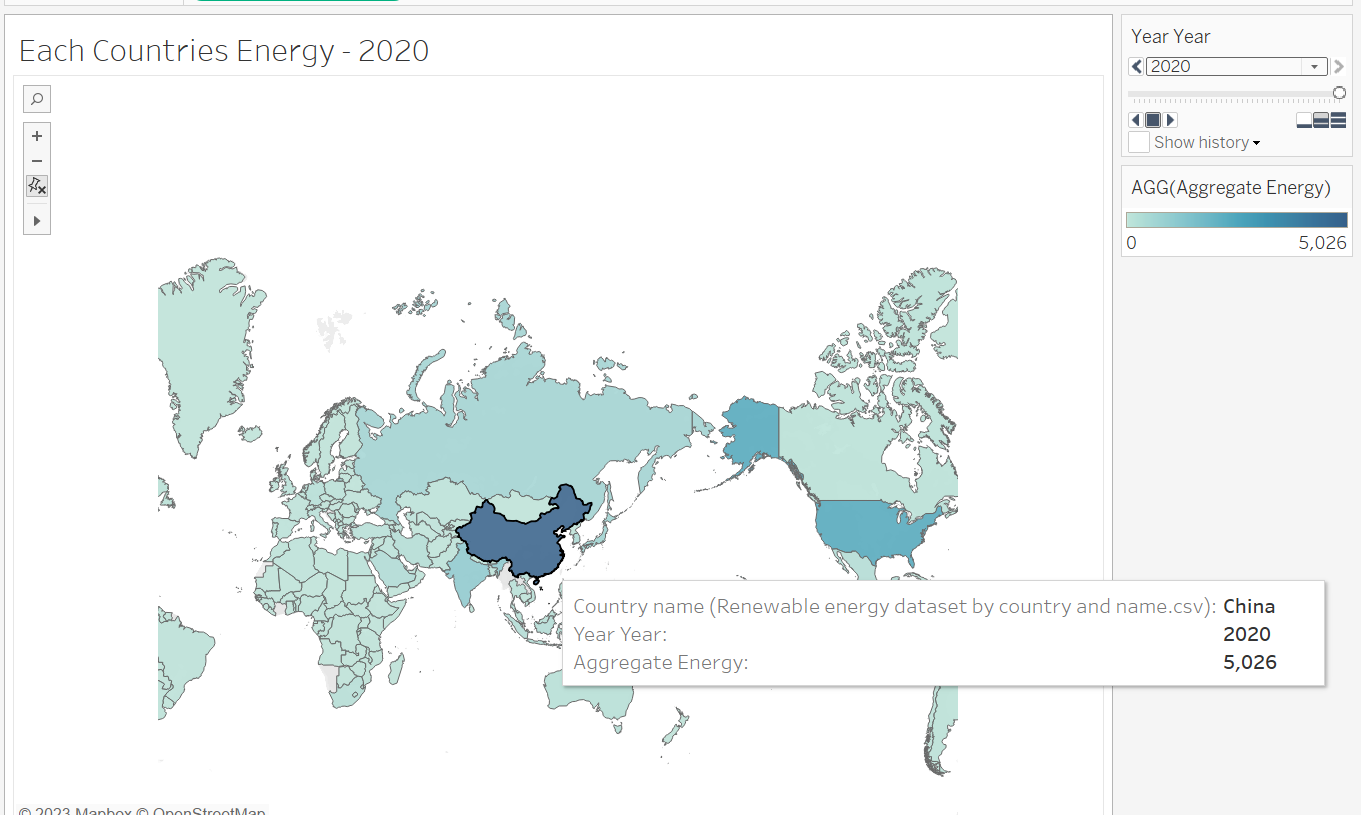 Each Countries Energy - 2020
Year Year
2020
Show history
AGG(Aggregate Energy)
0 5,026
Country name (Renewable energy dataset by country and name.csv): China
Year Year: 2020
Aggregate Energy: 5,026
© 2023 Mapbox © OpenStreetMap